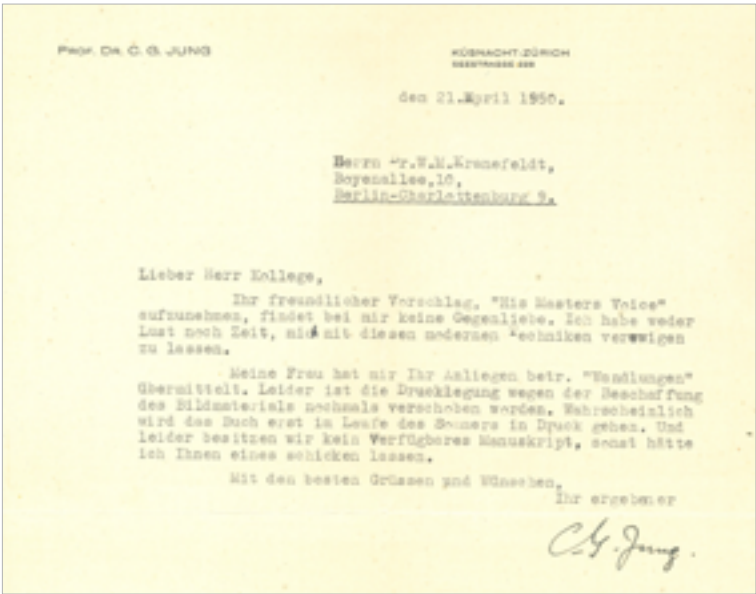 PROF. DR. C. G. JUNG
KÜSNACHT-ZÜRICH
SEESTRASSE 228
den 21.April 1950.
Herrn Dr.W.M.Kranefeldt,
Boyenallee,10,
Berlin-Charlottenburg 9.
Lieber Herr Kollege,
Ihr freundlicher Vorschlag, "His Masters Voice"
aufzunehmen, findet bei mir keine Gegenliebe. Ich habe weder
Lust noch Zeit, mich mit diesen modernen Techniken verewigen
zu lassen.
Meine Frau hat mir Ihr Anliegen betr. "Wandlungen"
übermittelt. Leider ist die Drucklegung wegen der Beschaffung
des Bildmaterials nochmals verschoben worden. Wahrscheinlich
wird das Buch erst im Laufe des Sommers in Druck gehen. Und
leider besitzen wir kein Verfügbares Manuskript, sonst hätte
ich Ihnen eines schicken lassen.
Mit den besten Grüssen und Wünschen,
Ihr ergebener
C.G. Jung.